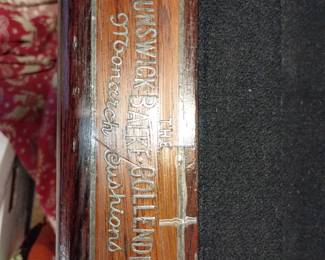 THE
UNSWICK-BALKE-COLLEND
Monarch Cushions